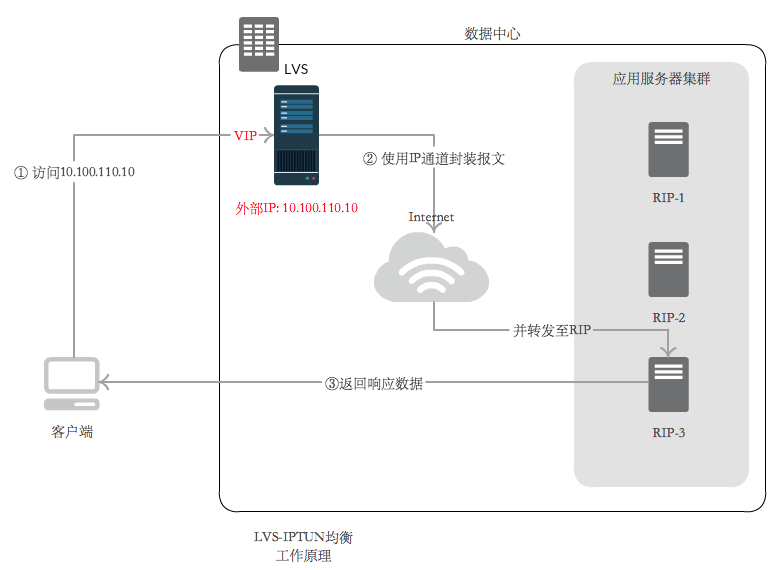 数据中心
LVS
应用服务器集群
VIP
② 使用IP通道封装报文
① 访问10.100.110.10
RIP-1
外部IP: 10.100.110.10
Internet
RIP-2
并转发至RIP
③返回响应数据
客户端
RIP-3
LVS-IPTUN均衡
工作原理